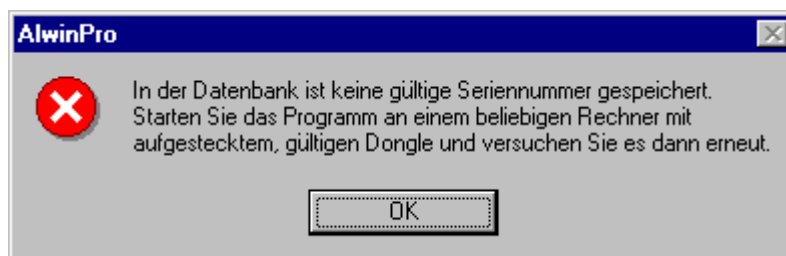 AlwinPro
In der Datenbank ist keine gültige Seriennummer gespeichert.
Starten Sie das Programm an einem beliebigen Rechner mit
aufgestecktem, gültigen Dongle und versuchen Sie es dann erneut.
OK